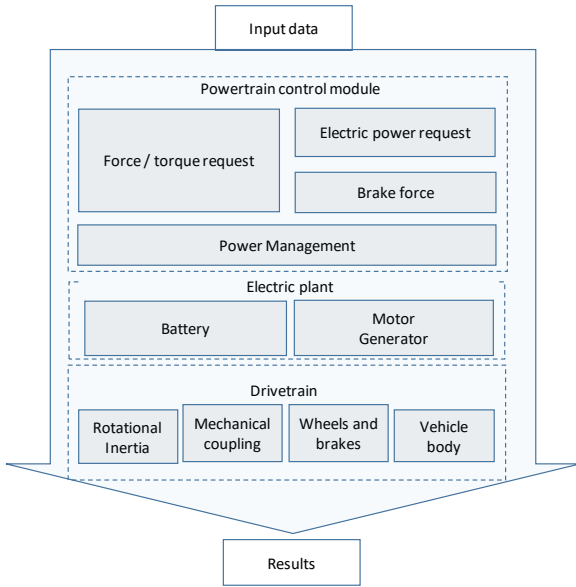 Input data
Powertrain control module
Force / torque request
Electric power request
Brake force
Power Management
Electric plant
Battery
Motor
Generator
Drivetrain
Rotational
Inertia
Mechanical
coupling
Wheels and
brakes
Vehicle
body
Results